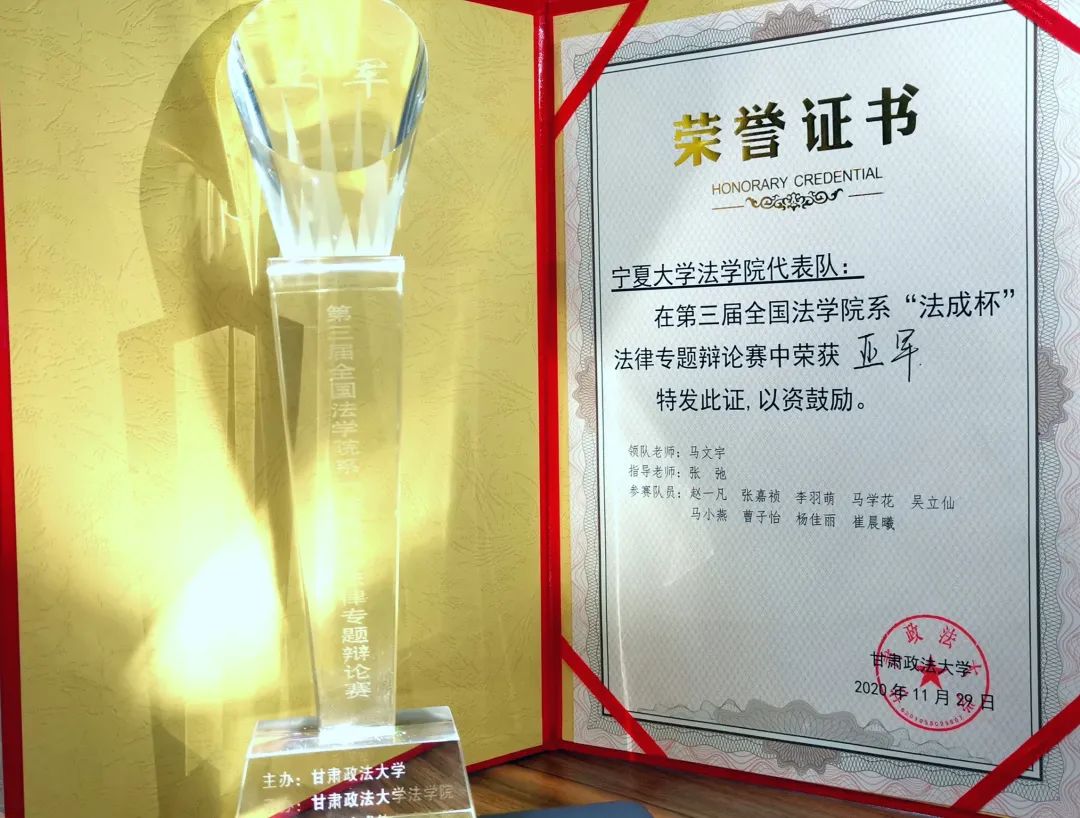 亚军
第三届全国法学院系
律专题辩论赛
主办：甘肃政法大学
甘肃政法大学法学院
荣誉证书
HONORARY CREDENTIAL
宁夏大学法学院代表队：
在第三届全国法学院系“法成杯”
法律专题辩论赛中荣获 亚军
特发此证,以资鼓励。
领队老师：马文宇
指导老师：张 弛
参赛队员：赵一凡 张嘉祯 李羽萌 马学花 吴立仙
马小燕 曹子怡 杨佳丽 崔晨曦
甘肃政法大学
2020年11月29日